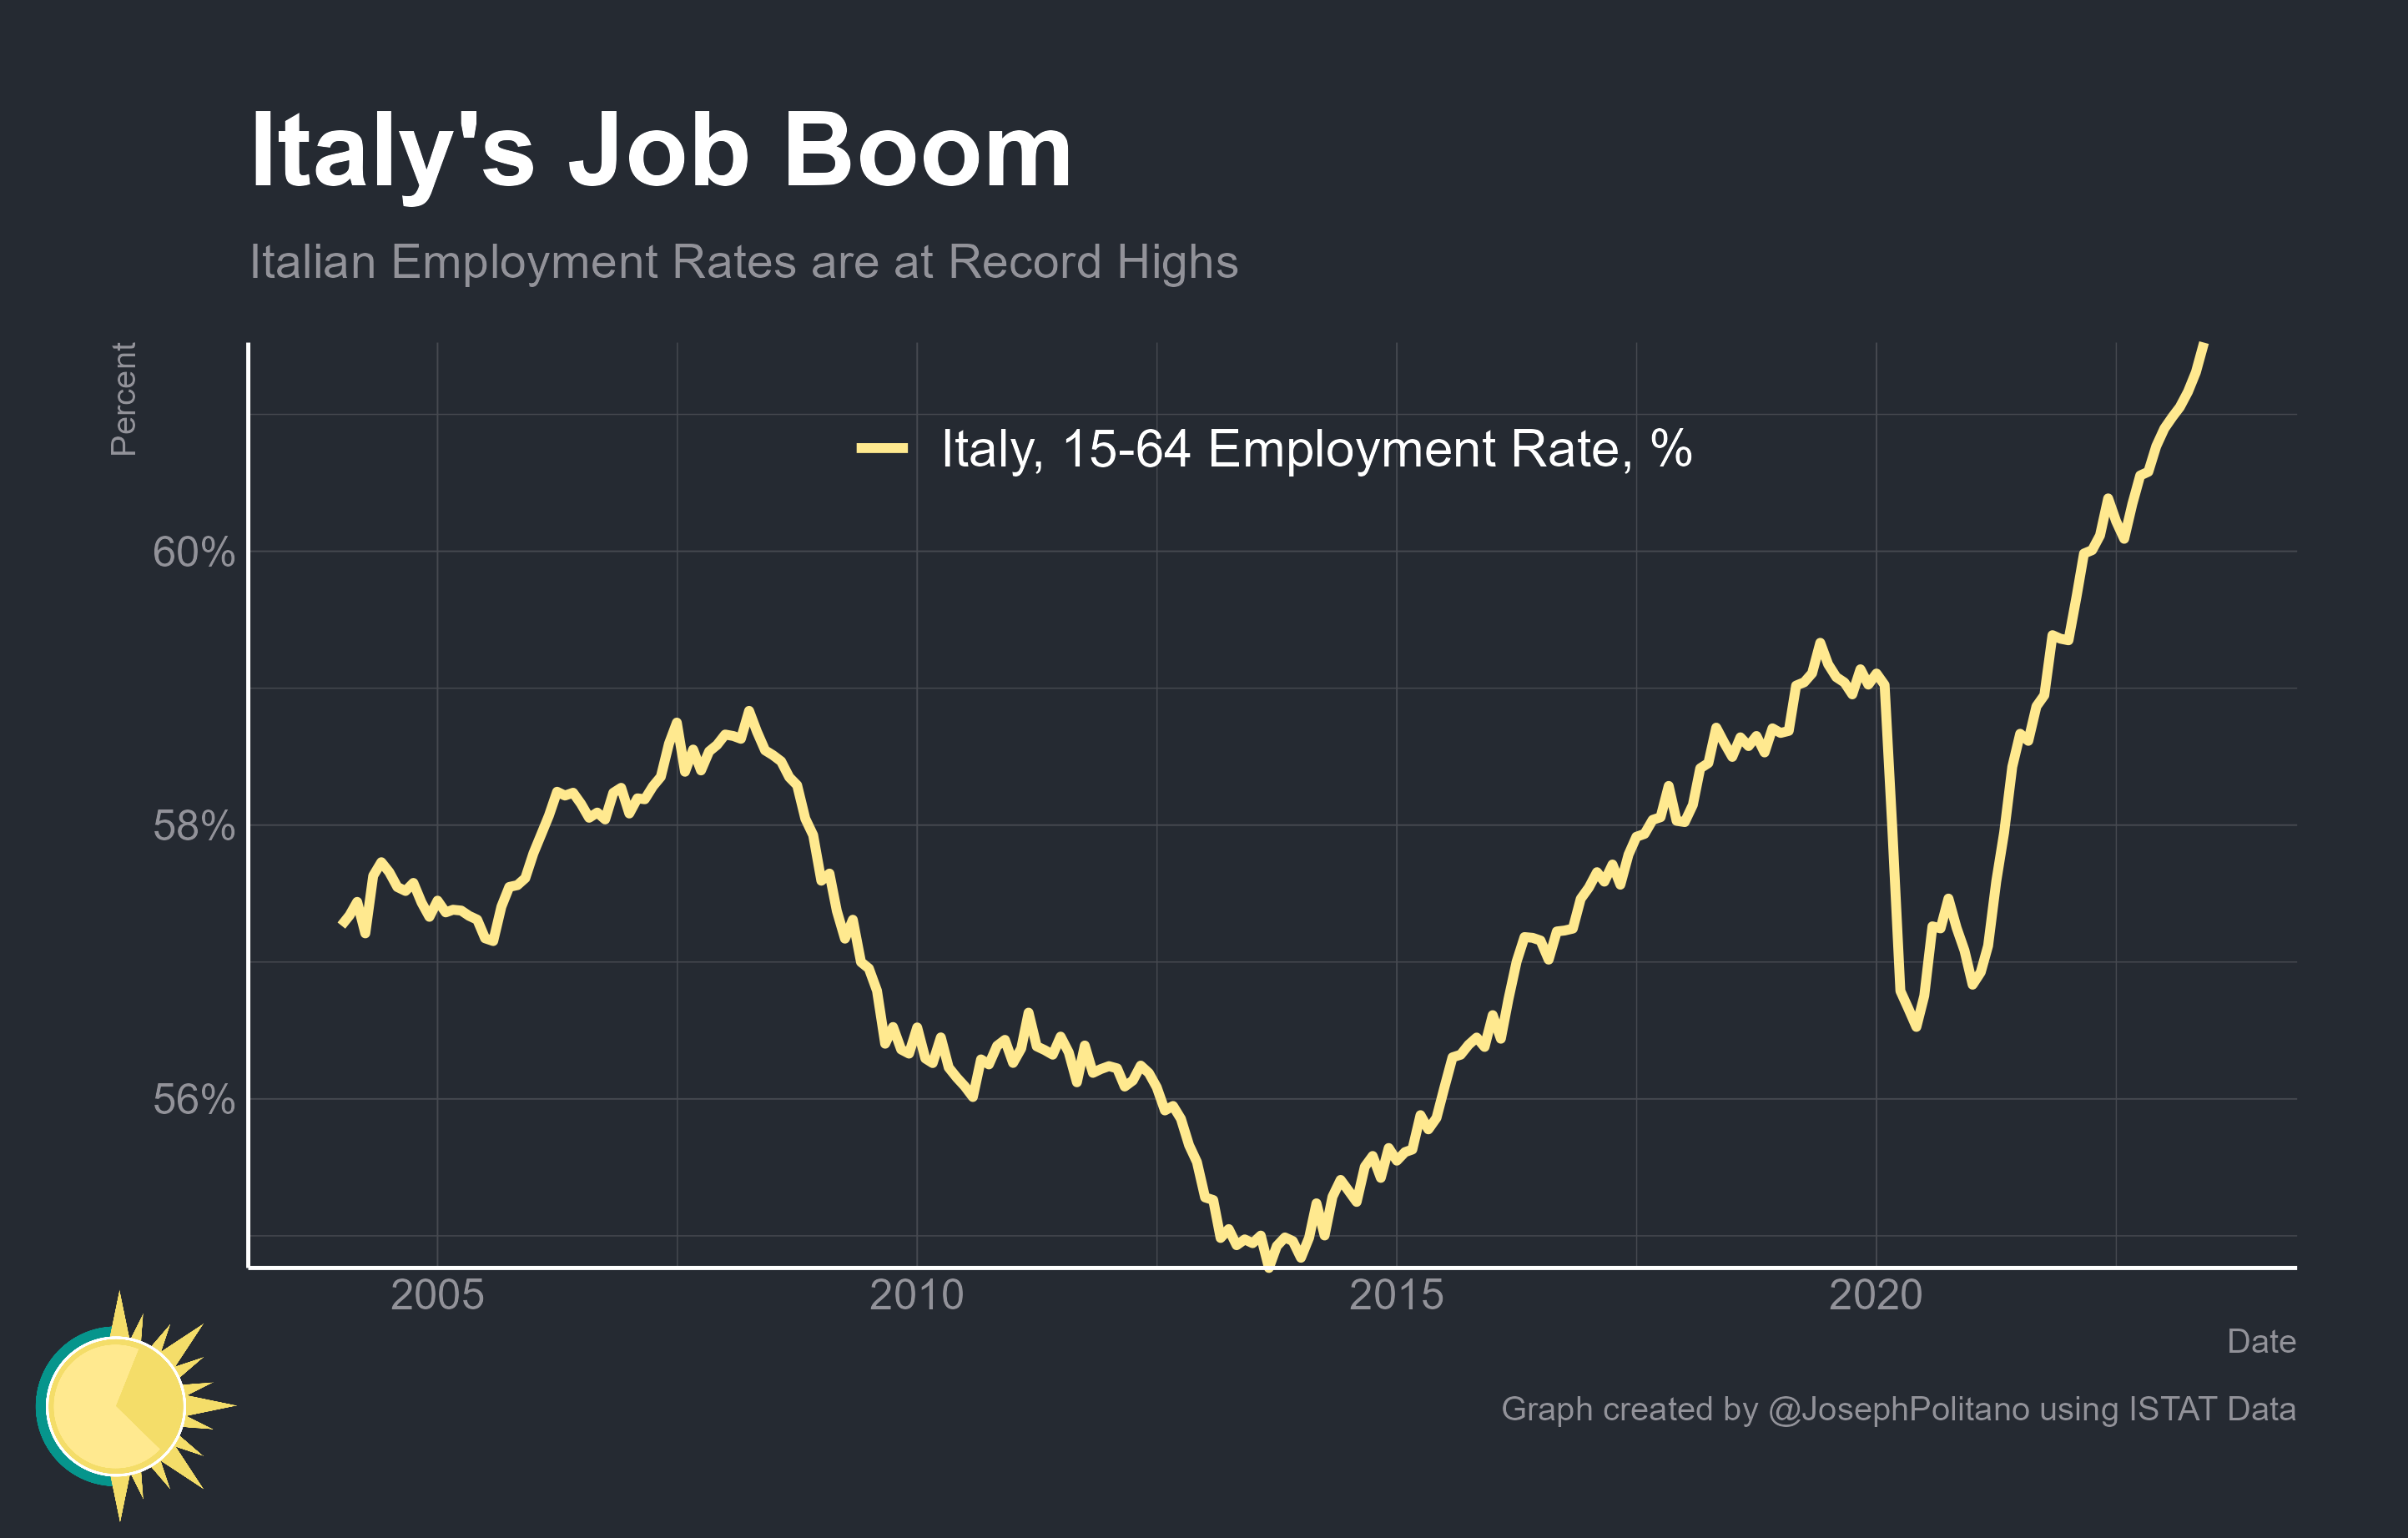 Italy's Job Boom
Italian Employment Rates are at Record Highs
Percent
Italy, 15-64 Employment Rate, %
60%
58%
56%
2005
2010
2015
2020
Date
Graph created by @JosephPolitano using ISTAT Data